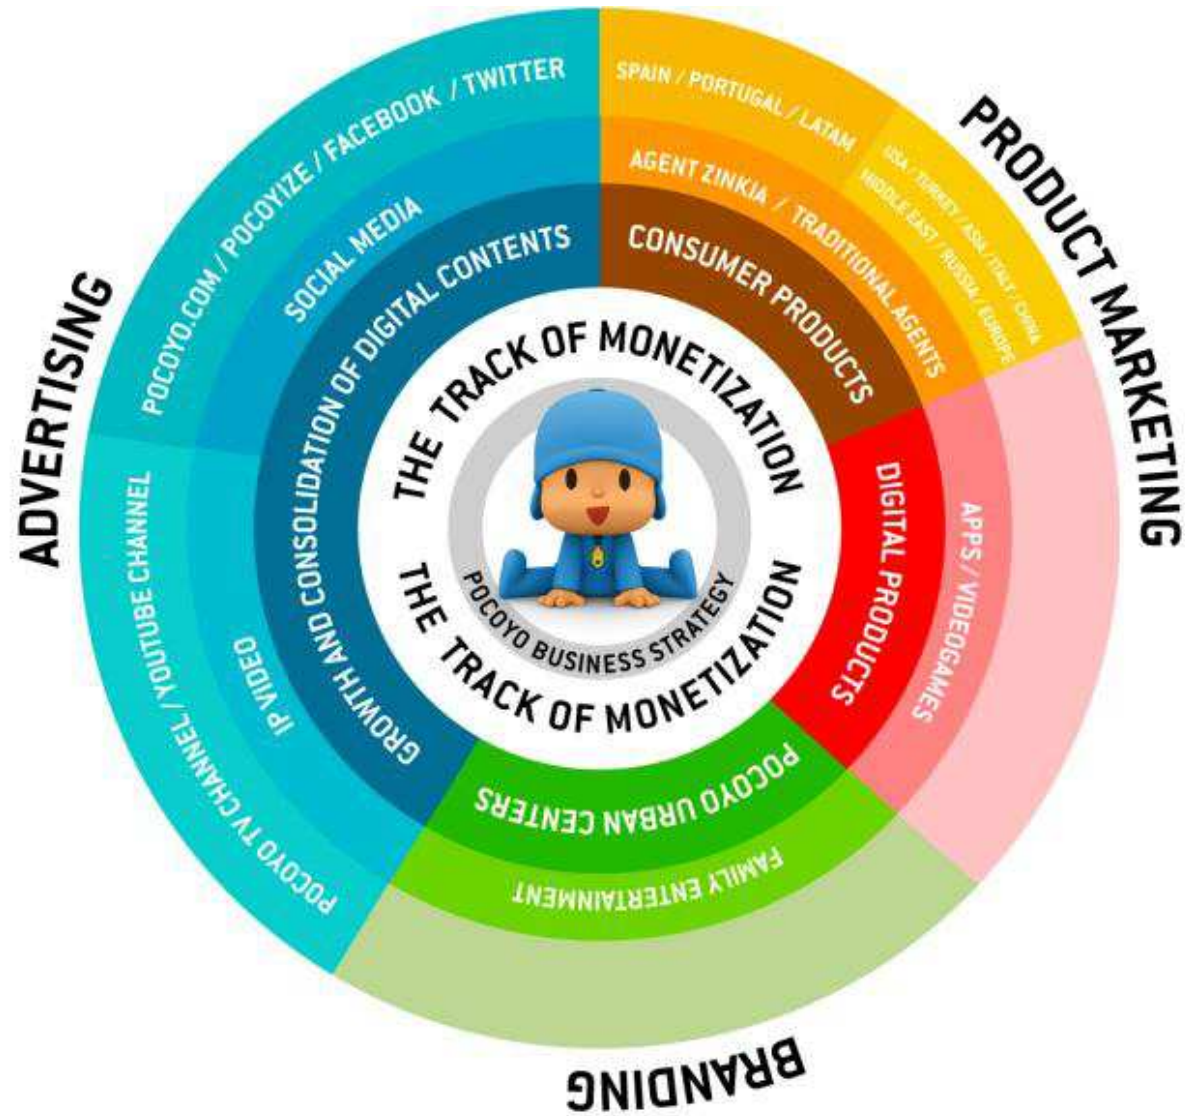 ADVERTISING
PRODUCT MARKETING
BRANDING
POCOYO.COM / POCOYIZE / FACEBOOK / TWITTER
SOCIAL MEDIA
GROWTH AND CONSOLIDATION OF DIGITAL CONTENTS
IP VIDEO
POCOYO TV CHANNEL / YOUTUBE CHANNEL
SPAIN / PORTUGAL / LATAM
USA / TURKEY / ASIA / ITALY / CHINA
MIDDLE EAST / RUSSIA / EUROPE
AGENT ZINKIA / TRADITIONAL AGENTS
CONSUMER PRODUCTS
DIGITAL PRODUCTS
APPS / VIDEOGAMES
POCOYO URBAN CENTERS
FAMILY ENTERTAINMENT
THE TRACK OF MONETIZATION
POCOYO BUSINESS STRATEGY
THE TRACK OF MONETIZATION